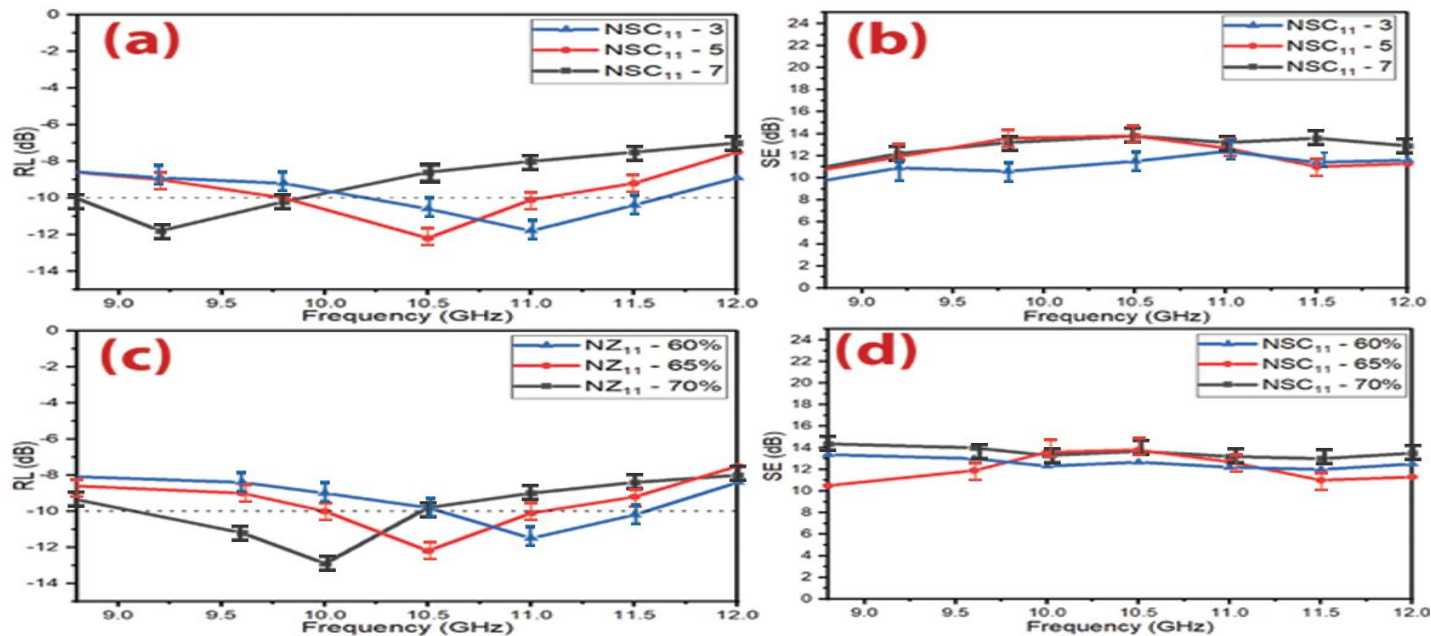 (a)
NSC₁₁ - 3
NSC₁₁ - 5
NSC₁₁ - 7
0
-2
-4
-6
-8
-10
-12
-14
RL (dB)
9.0 9.5 10.0 10.5 11.0 11.5 12.0
Frequency (GHz)
(b)
NSC₁₁ - 3
NSC₁₁ - 5
NSC₁₁ - 7
24
22
20
18
16
14
12
10
8
6
4
2
0
SE (dB)
9.0 9.5 10.0 10.5 11.0 11.5 12.0
Frequency (GHz)
(c)
NZ₁₁ - 60%
NZ₁₁ - 65%
NZ₁₁ - 70%
0
-2
-4
-6
-8
-10
-12
-14
RL (dB)
9.0 9.5 10.0 10.5 11.0 11.5 12.0
Frequency (GHz)
(d)
NSC₁₁ - 60%
NSC₁₁ - 65%
NSC₁₁ - 70%
24
22
20
18
16
14
12
10
8
6
4
2
0
SE (dB)
9.0 9.5 10.0 10.5 11.0 11.5 12.0
Frequency (GHz)